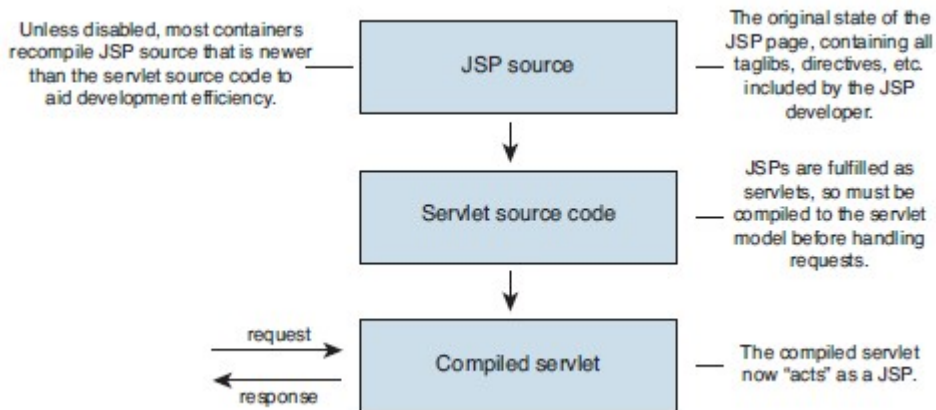 Unless disabled, most containers
recompile JSP source that is newer
than the servlet source code to
aid development efficiency.
JSP source
The original state of the
JSP page, containing all
taglibs, directives, etc.
included by the JSP
developer.
Servlet source code
JSPs are fulfilled as
servlets, so must be
compiled to the servlet
model before handling
requests.
request
response
Compiled servlet
The compiled servlet
now “acts” as a JSP.